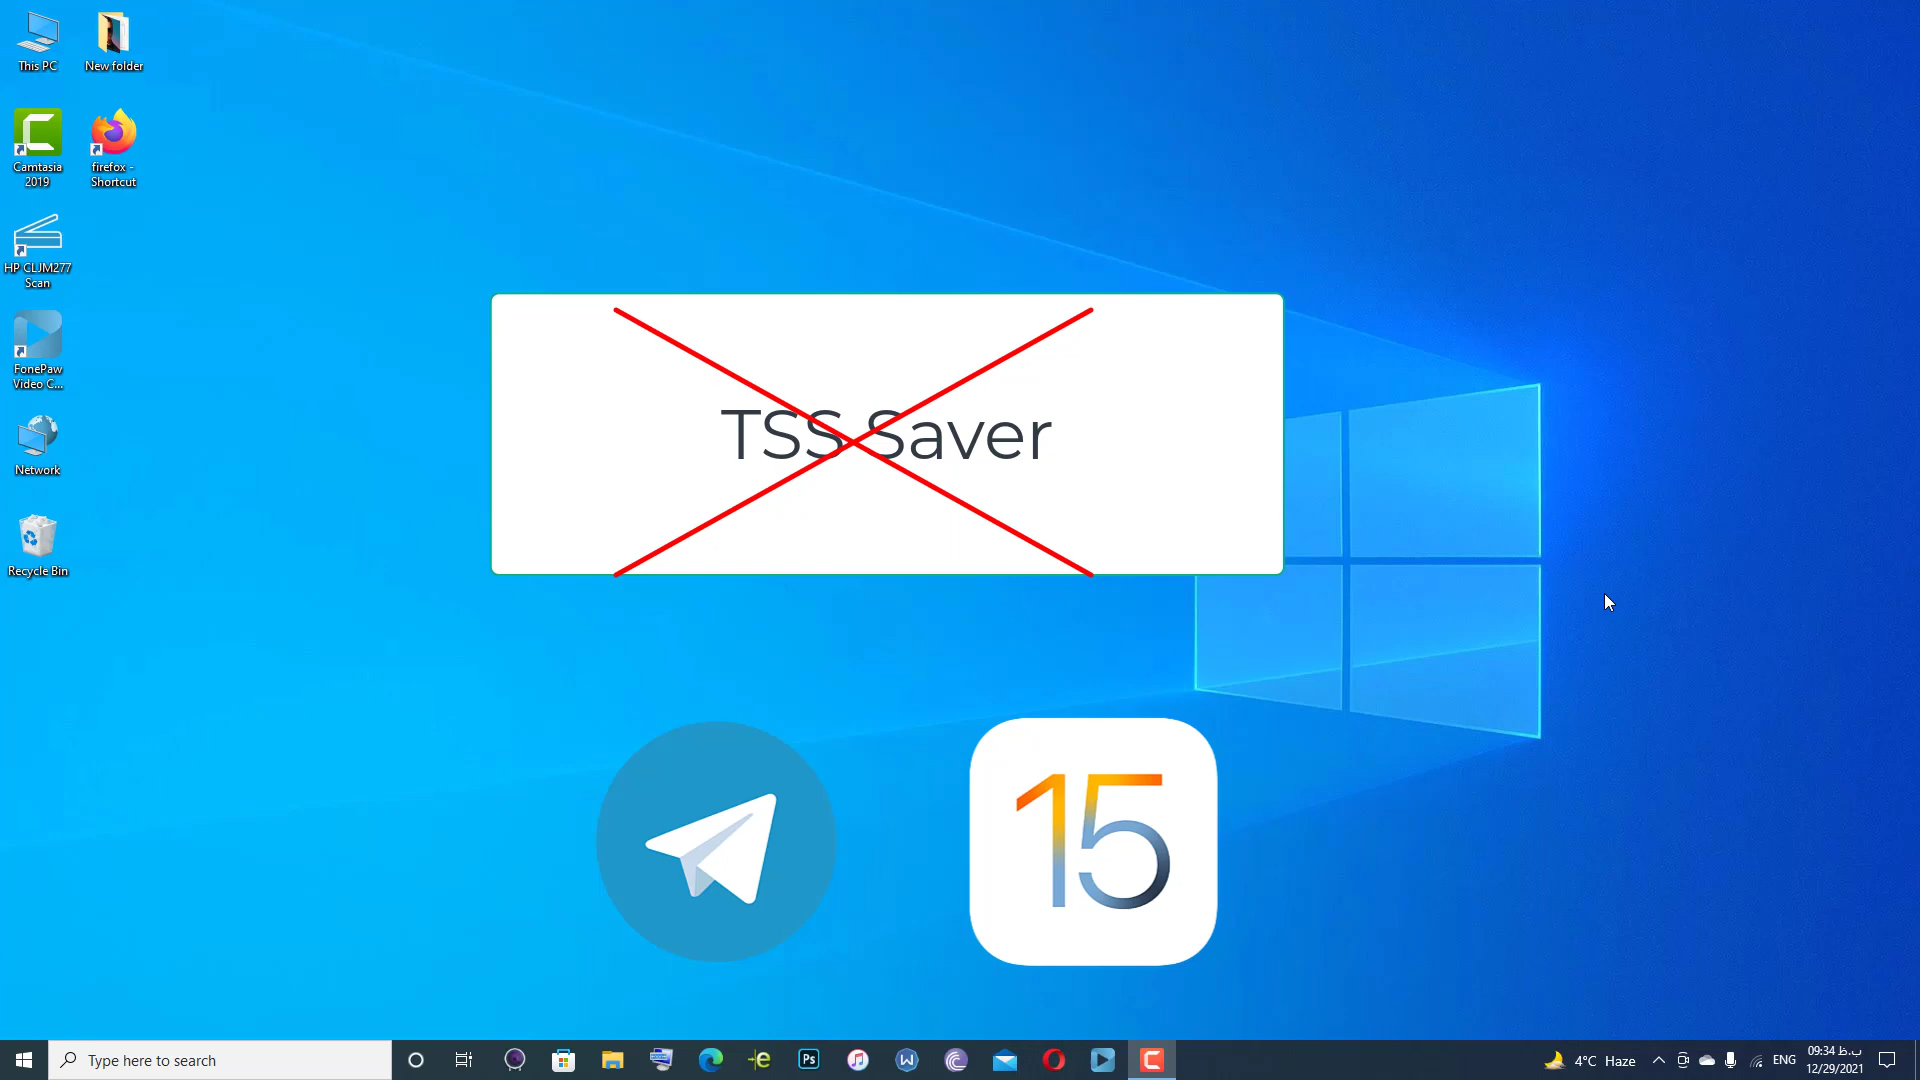 This PC
New folder
Camtasia
2019
firefox -
Shortcut
HP CLJM277
Scan
FonePaw
Video C...
Network
Recycle Bin
TSS Saver
15
Type here to search
Ps
4°C Haze
ENG
09:34 ب.ظ
12/29/2021